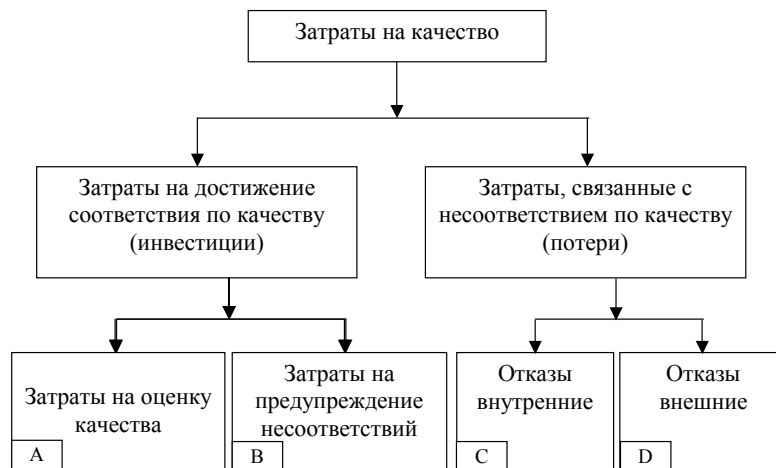 Затраты на качество
Затраты на достижение
соответствия по качеству
(инвестиции)
Затраты, связанные с
несоответствием по качеству
(потери)
Затраты на оценку
качества
A
Затраты на
предупреждение
несоответствий
B
Отказы
внутренние
C
Отказы
внешние
D